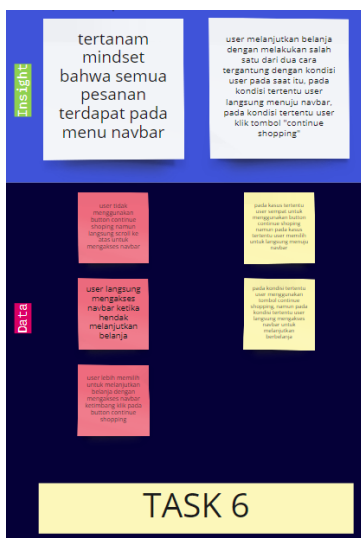 Insight
tertanam
mindset
bahwa semua
pesanan
terdapat pada
menu navbar
user melanjutkan belanja
dengan melakukan salah
satu dari dua cara
tergantung dengan kondisi
user pada saat itu, pada
kondisi tertentu user
langsung menuju navbar,
pada kondisi tertentu user
klik tombol "continue
shopping"
Data
user tidak
menggunakan
button continue
shoping namun
langsung scroll ke
atas untuk
mengakses navbar
pada kasus tertentu
user sempat untuk
menggunakan button
continue shoping
namun pada kasus
tertentu user memilih
untuk langsung menuju
navbar
user langsung
mengakses
navbar ketika
hendak
melanjutkan
belanja
pada kondisi tertentu
user menggunakan
tombol continue
shopping, namun pada
kondisi tertentu user
langsung mengakses
navbar untuk
melanjutkan
berbelanja
user lebih memilih
untuk melanjutkan
belanja dengan
mengakses navbar
ketimbang klik pada
button continue
shopping
TASK 6